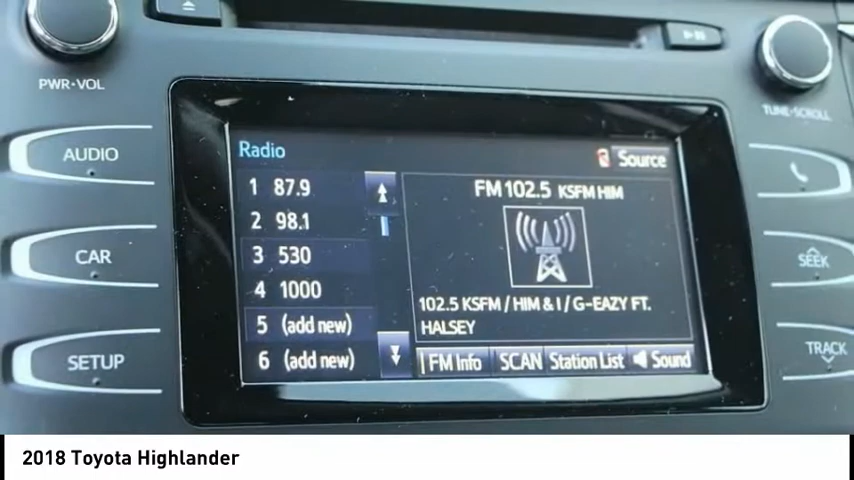 PWR•VOL
TUNE•SCROLL
AUDIO
CAR
SETUP
Radio
Source
1 87.9
2 98.1
3 530
4 1000
5 (add new)
6 (add new)
FM 102.5 KSFM HIM
102.5 KSFM / HIM & I / G-EAZY FT.
HALSEY
FM Info
SCAN
Station List
Sound
SEEK
TRACK
2018 Toyota Highlander